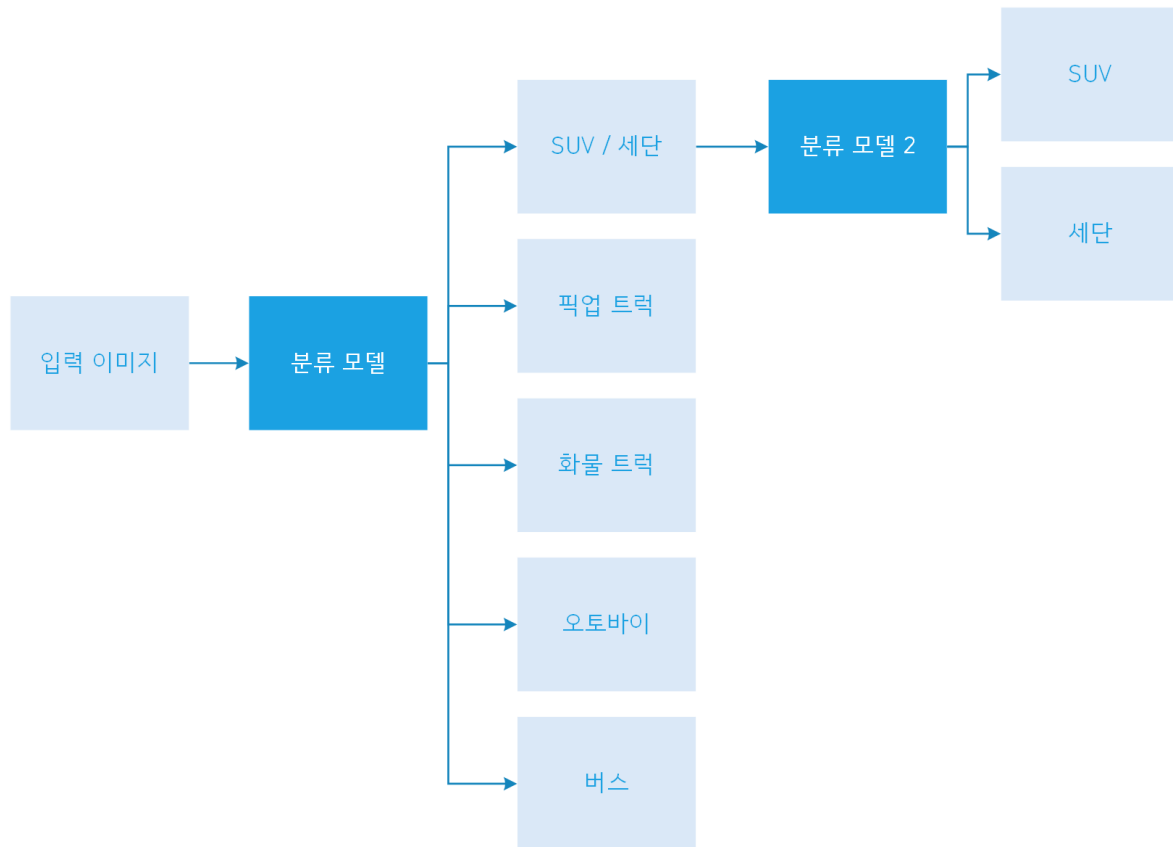 입력 이미지
분류 모델
SUV / 세단
픽업 트럭
화물 트럭
오토바이
버스
분류 모델 2
SUV
세단